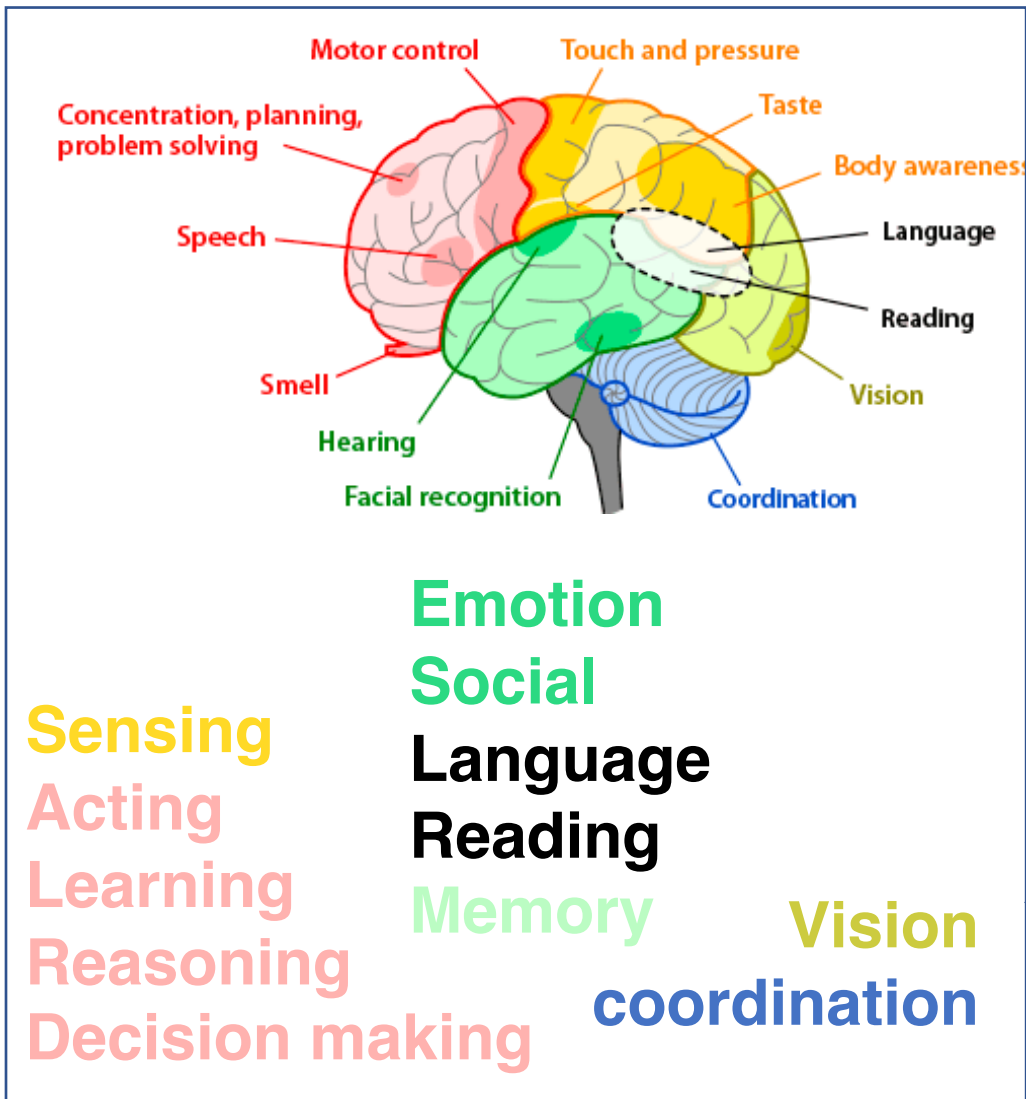 Motor control
Touch and pressure
Concentration, planning,
problem solving
Taste
Body awareness
Speech
Language
Reading
Smell
Vision
Hearing
Facial recognition
Coordination
Emotion
Social
Language
Reading
Memory
Sensing
Acting
Learning
Reasoning
Decision making
Vision
coordination